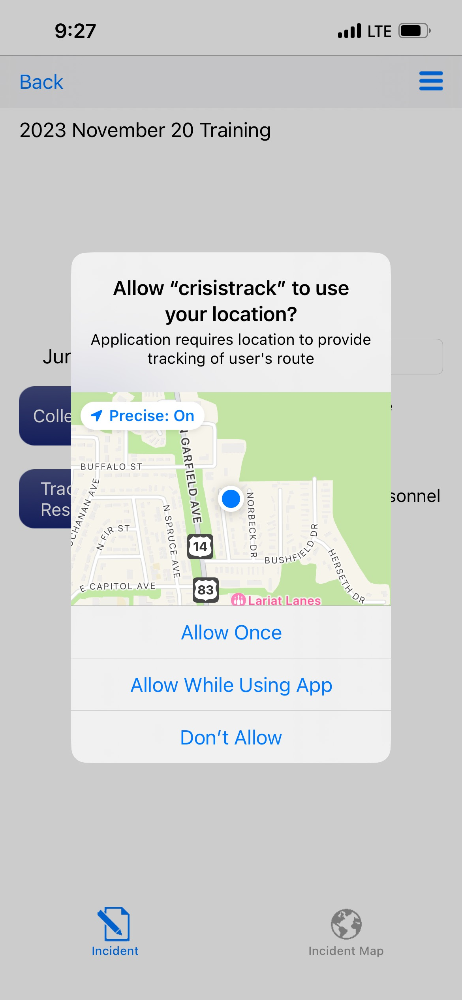 9:27
LTE
Back
2023 November 20 Training
Allow “crisistrack” to use
your location?
Application requires location to provide
tracking of user's route
Jur
e
Colle
Precise: On
N GARFIELD AVE
BUFFALO ST
CHANAN AVE
Trac
Res
sonnel
NORBECK DR
N SPRUCE AVE
N FIR ST
14
BUSHFIELD DR
HERSETH DR
E CAPITOL AVE
83
Lariat Lanes
Allow Once
Allow While Using App
Don’t Allow
Incident
Incident Map